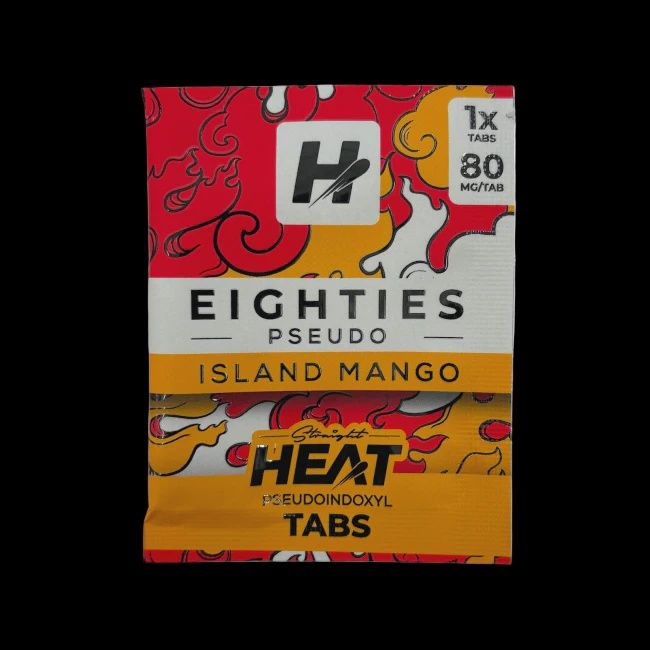 1x
TABS
80
MG/TAB
H
EIGHTIES
PSEUDO
ISLAND MANGO
Straight
HEAT
PSEUDOINDOXYL
TABS